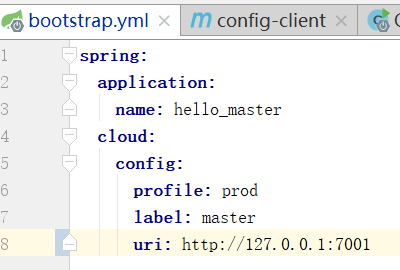 bootstrap.yml × config-client ×
1 spring:
2 application:
3 name: hello_master
4 cloud:
5 config:
6 profile: prod
7 label: master
8 uri: http://127.0.0.1:7001